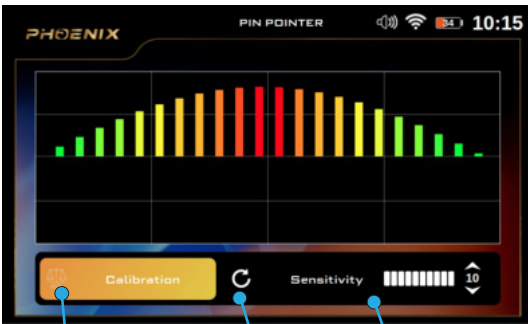 PHOENIX
PIN POINTER
34
10:15
Calibration
Sensitivity
10